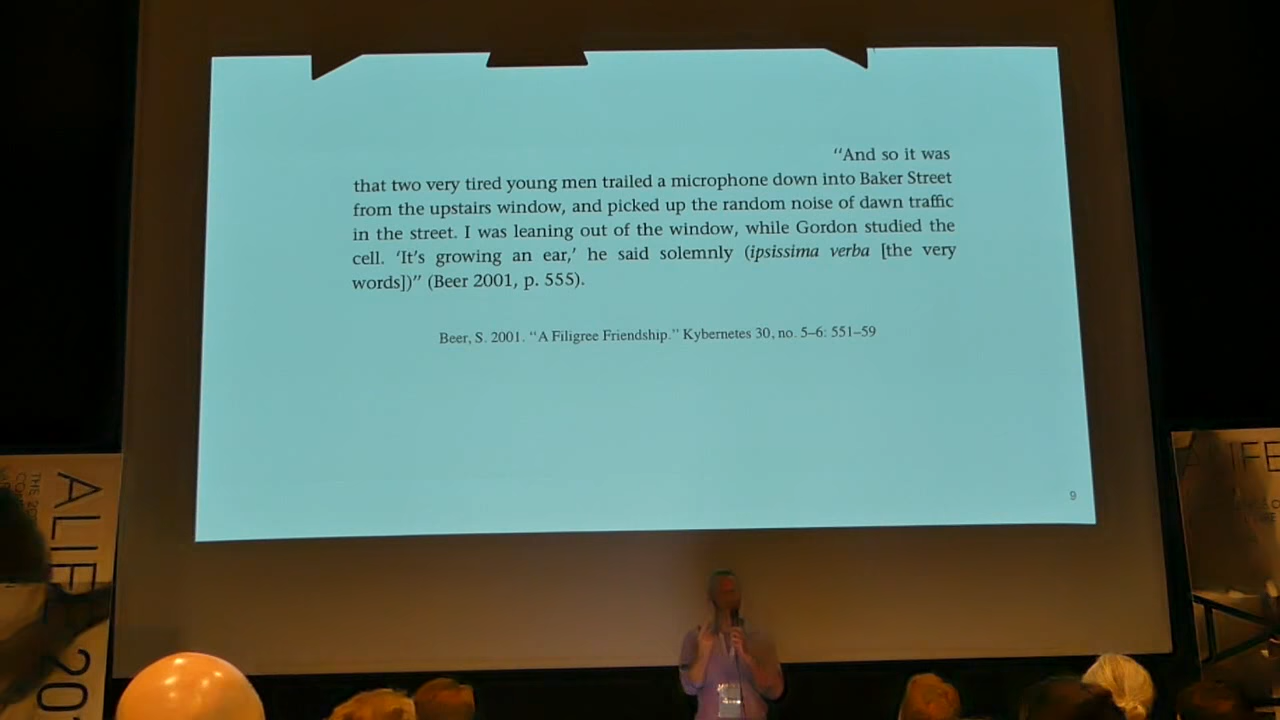 “And so it was
that two very tired young men trailed a microphone down into Baker Street
from the upstairs window, and picked up the random noise of dawn traffic
in the street. I was leaning out of the window, while Gordon studied the
cell. ‘It’s growing an ear,’ he said solemnly (ipsissima verba [the very
words])” (Beer 2001, p. 555).
Beer, S. 2001. “A Filigree Friendship.” Kybernetes 30, no. 5–6: 551–59
9
ALIFE
THE 20
ALIFE